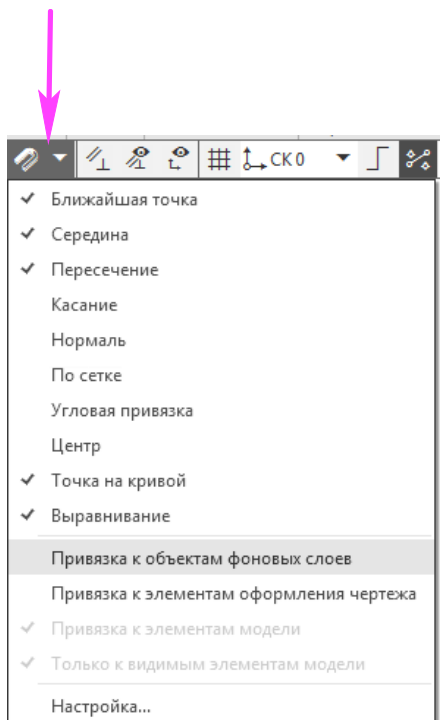 СК 0
Ближайшая точка
Середина
Пересечение
Касание
Нормаль
По сетке
Угловая привязка
Центр
Точка на кривой
Выравнивание
Привязка к объектам фоновых слоев
Привязка к элементам оформления чертежа
Привязка к элементам модели
Только к видимым элементам модели
Настройка...